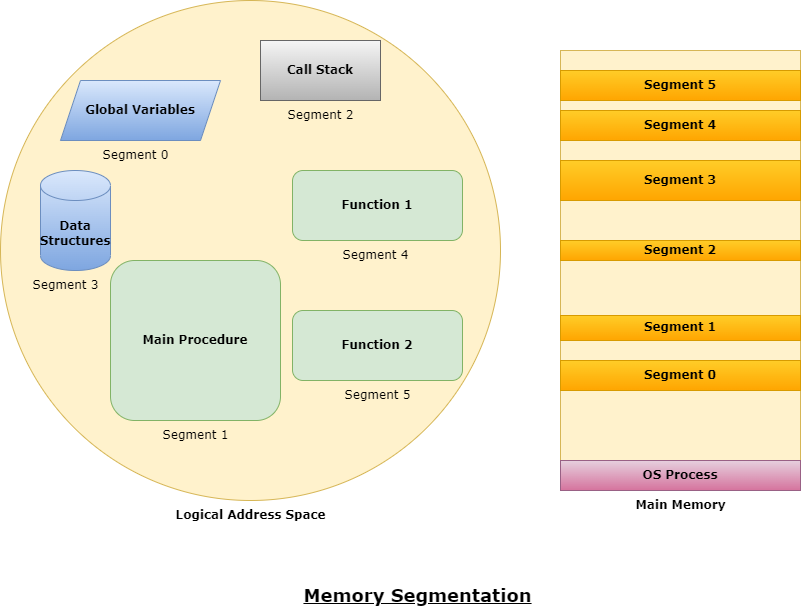 Call Stack
Segment 2
Global Variables
Segment 0
Data
Structures
Segment 3
Function 1
Segment 4
Main Procedure
Segment 1
Function 2
Segment 5
Logical Address Space
Segment 5
Segment 4
Segment 3
Segment 2
Segment 1
Segment 0
OS Process
Main Memory
Memory Segmentation